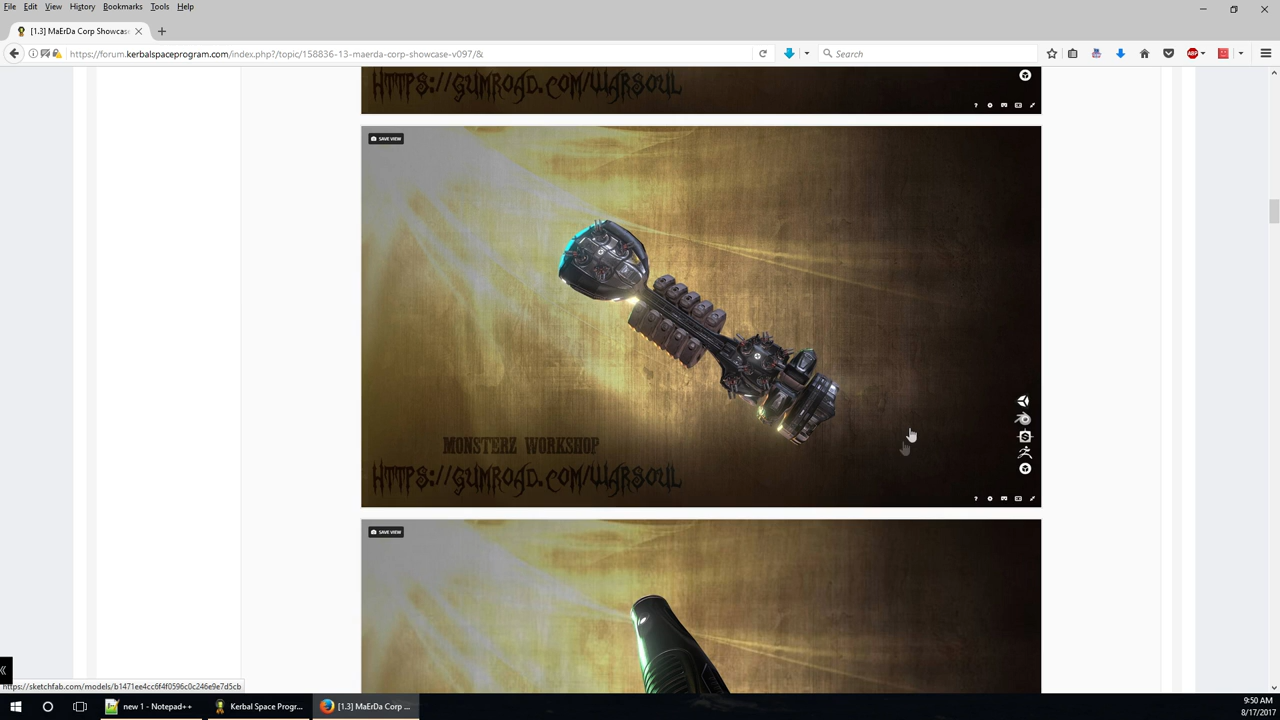 File Edit View History Bookmarks Tools Help
[1.3] MaErDa Corp Showcase
https://forum.kerbalspaceprogram.com/index.php?/topic/158836-13-maerda-corp-showcase-v097/&
Search
ABP
HTTPS://GUMROAD.COM/WARSOUL
SAVE VIEW
MONSTERZ WORKSHOP
HTTPS://GUMROAD.COM/WARSOUL
SAVE VIEW
https://sketchfab.com/models/b1471ee4cc6f4f0596c0c246e9e7d5cb
new 1 - Notepad++
Kerbal Space Progr...
[1.3] MaErDa Corp ...
9:50 AM
8/17/2017